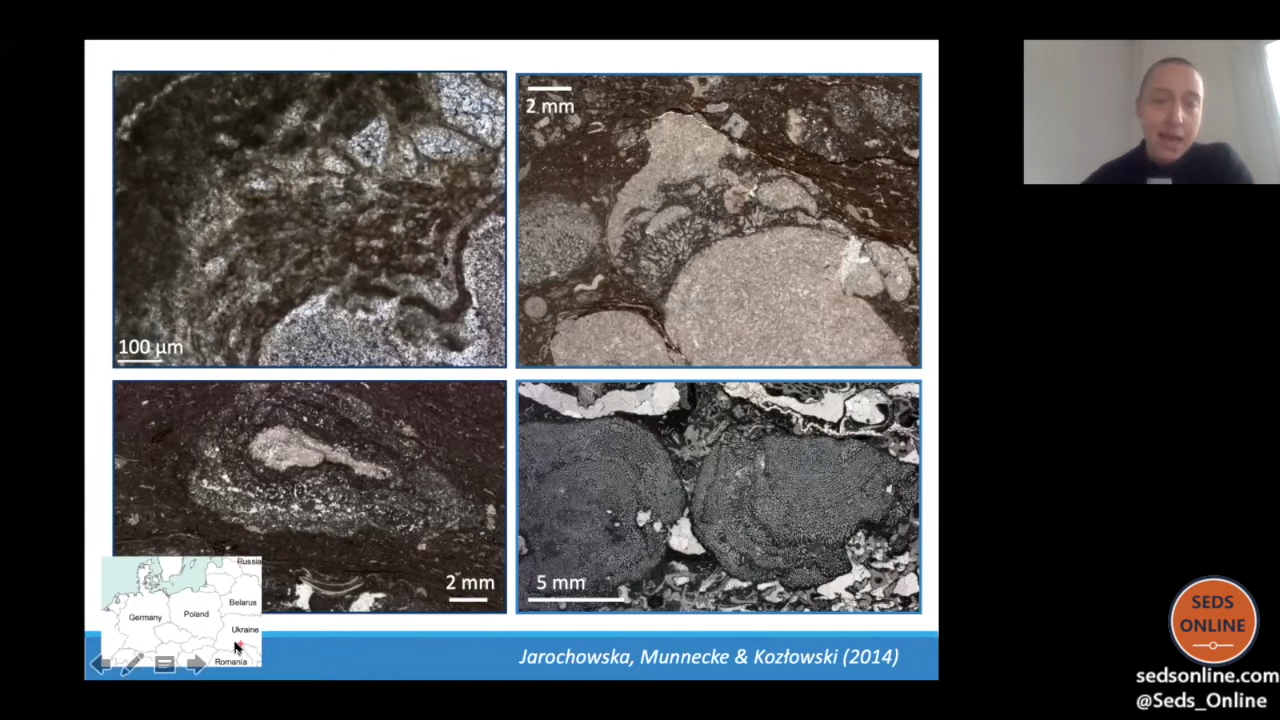 100 µm
2 mm
2 mm
5 mm
Russia
Belarus
Germany
Poland
Ukraine
Romania
Jarochowska, Munnecke & Kozłowski (2014)
SEDS
ONLINE
sedsonline.com
@Seds_Online